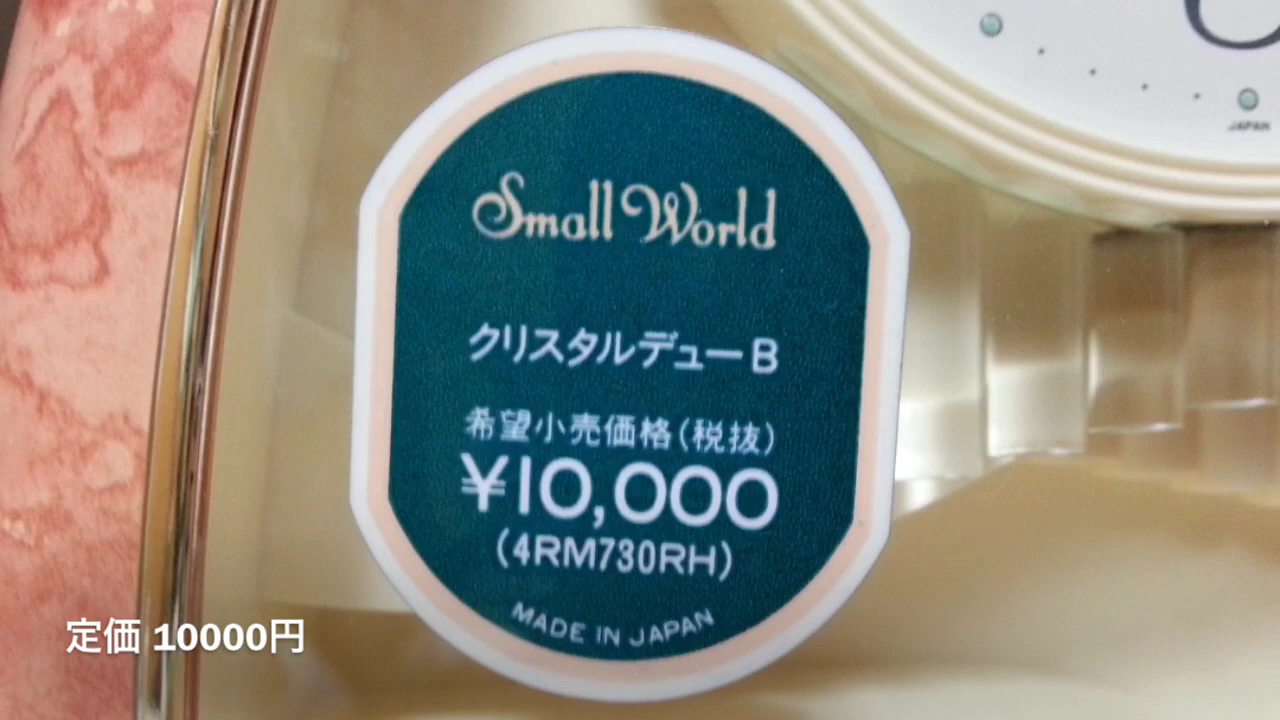 JAPAN
Small World
クリスタルデューB
希望小売価格(税抜)
¥10,000
(4RM730RH)
MADE IN JAPAN
定価 10000円